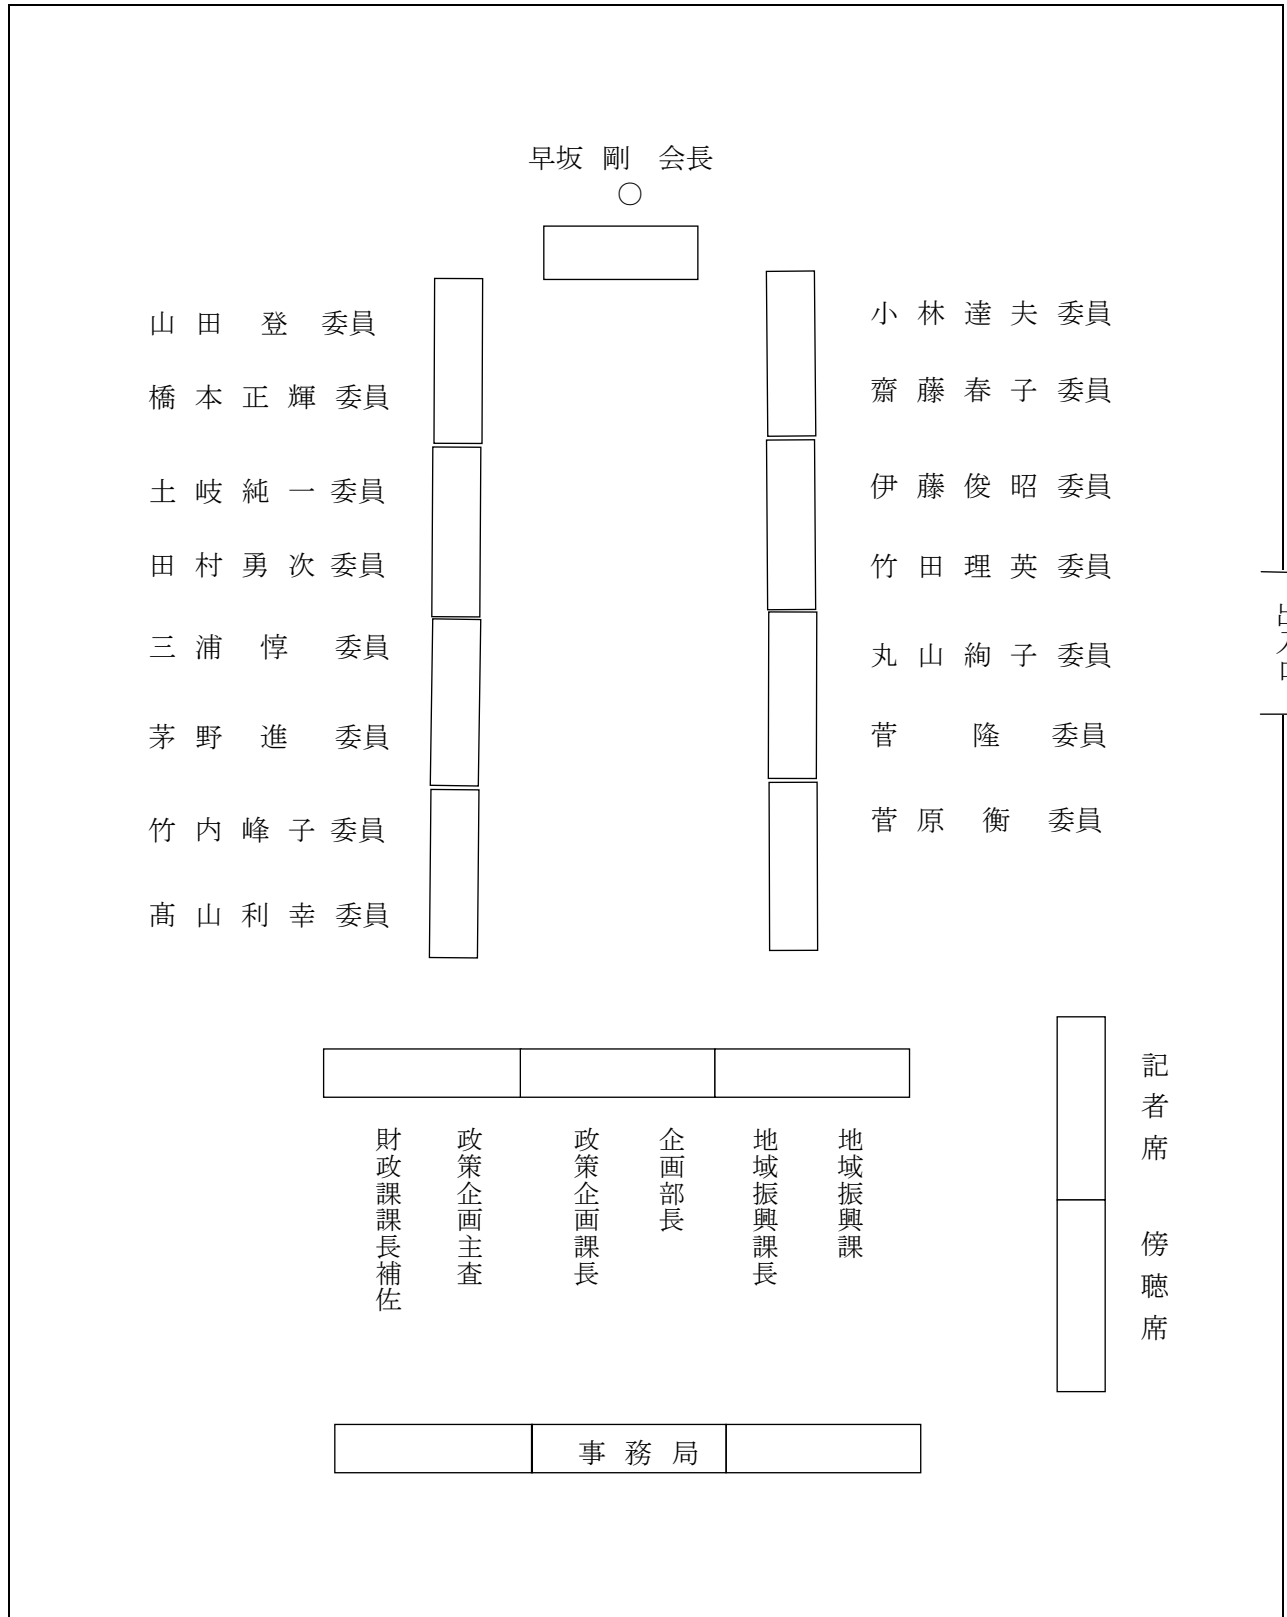 早坂 剛 会長
○
山田 登 委員
橋本正輝委員
土岐純一委員
田村勇次委員
三浦 惇 委員
茅野 進 委員
竹内峰子委員
髙山利幸委員
小林達夫委員
齋藤春子委員
伊藤俊昭委員
竹田理英委員
丸山絢子委員
菅 隆 委員
菅原 衡 委員
出入口
財政課課長補佐
政策企画主査
政策企画課長
企画部長
地域振興課長
地域振興課
記者席
傍聴席
事務局